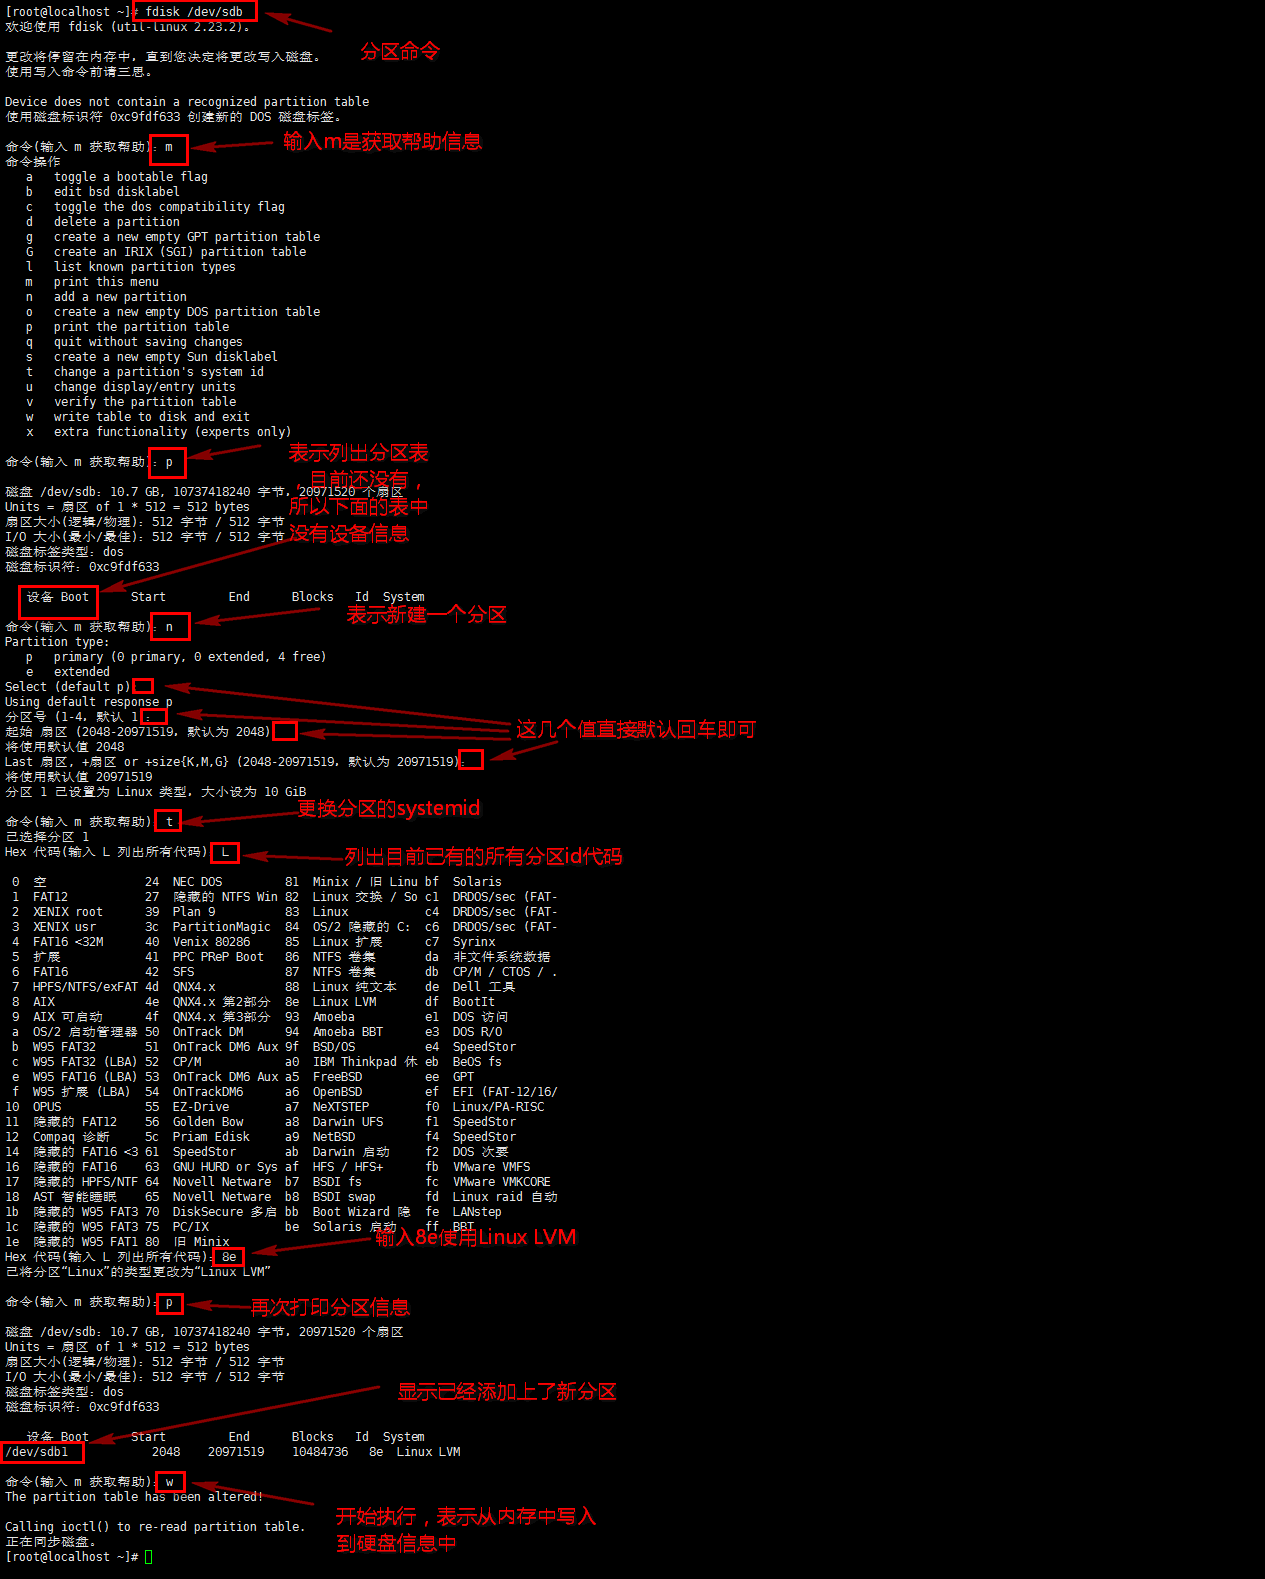 [root@localhost ~]# fdisk /dev/sdb
欢迎使用 fdisk (util-linux 2.23.2)。
分区命令
更改将停留在内存中，直到您决定将更改写入磁盘。
使用写入命令前请三思。
Device does not contain a recognized partition table
使用磁盘标识符 0xc9fdf633 创建新的 DOS 磁盘标签。
命令(输入 m 获取帮助)：m
输入m是获取帮助信息
命令操作
a   toggle a bootable flag
b   edit bsd disklabel
c   toggle the dos compatibility flag
d   delete a partition
g   create a new empty GPT partition table
G   create an IRIX (SGI) partition table
l   list known partition types
m   print this menu
n   add a new partition
o   create a new empty DOS partition table
p   print the partition table
q   quit without saving changes
s   create a new empty Sun disklabel
t   change a partition's system id
u   change display/entry units
v   verify the partition table
w   write table to disk and exit
x   extra functionality (experts only)
命令(输入 m 获取帮助)：p
表示列出分区表
，目前还没有，
所以下面的表中
没有设备信息
磁盘 /dev/sdb：10.7 GB, 10737418240 字节，20971520 个扇区
Units = 扇区 of 1 * 512 = 512 bytes
扇区大小(逻辑/物理)：512 字节 / 512 字节
I/O 大小(最小/最佳)：512 字节 / 512 字节
磁盘标签类型：dos
磁盘标识符：0xc9fdf633
设备 Boot      Start         End      Blocks   Id  System
命令(输入 m 获取帮助)：n
表示新建一个分区
Partition type:
p   primary (0 primary, 0 extended, 4 free)
e   extended
Select (default p):
Using default response p
分区号 (1-4，默认 1)：
起始 扇区 (2048-20971519，默认为 2048)：
这几个值直接默认回车即可
将使用默认值 2048
Last 扇区, +扇区 or +size{K,M,G} (2048-20971519，默认为 20971519)：
将使用默认值 20971519
分区 1 已设置为 Linux 类型，大小设为 10 GiB
更换分区的systemid
命令(输入 m 获取帮助)：t
已选择分区 1
Hex 代码(输入 L 列出所有代码)：L
列出目前已有的所有分区id代码
0  空              24  NEC DOS         81  Minix / 旧 Linu bf  Solaris
1  FAT12           27  隐藏的 NTFS Win 82  Linux 交换 / So c1  DRDOS/sec (FAT-
2  XENIX root      39  Plan 9          83  Linux           c4  DRDOS/sec (FAT-
3  XENIX usr       3c  PartitionMagic  84  OS/2 隐藏的 C:  c6  DRDOS/sec (FAT-
4  FAT16 <32M      40  Venix 80286     85  Linux 扩展      c7  Syrinx
5  扩展            41  PPC PReP Boot   86  NTFS 卷集       da  非文件系统数据
6  FAT16           42  SFS             87  NTFS 卷集       db  CP/M / CTOS / .
7  HPFS/NTFS/exFAT 4d  QNX4.x          88  Linux 纯文本    de  Dell 工具
8  AIX             4e  QNX4.x 第2部分  8e  Linux LVM       df  BootIt
9  AIX 可启动      4f  QNX4.x 第3部分  93  Amoeba          e1  DOS 访问
a  OS/2 启动管理器 50  OnTrack DM      94  Amoeba BBT      e3  DOS R/O
b  W95 FAT32       51  OnTrack DM6 Aux 9f  BSD/OS          e4  SpeedStor
c  W95 FAT32 (LBA) 52  CP/M            a0  IBM Thinkpad 休 eb  BeOS fs
e  W95 FAT16 (LBA) 53  OnTrack DM6 Aux a5  FreeBSD         ee  GPT
f  W95 扩展 (LBA)  54  OnTrackDM6      a6  OpenBSD         ef  EFI (FAT-12/16/
10  OPUS            55  EZ-Drive        a7  NeXTSTEP        f0  Linux/PA-RISC
11  隐藏的 FAT12    56  Golden Bow      a8  Darwin UFS      f1  SpeedStor
12  Compaq 诊断     5c  Priam Edisk     a9  NetBSD          f4  SpeedStor
14  隐藏的 FAT16 <3 61  SpeedStor       ab  Darwin 启动     f2  DOS 次要
16  隐藏的 FAT16    63  GNU HURD or Sys af  HFS / HFS+      fb  VMware VMFS
17  隐藏的 HPFS/NTF 64  Novell Netware  b7  BSDI fs         fc  VMware VMKCORE
18  AST 智能睡眠    65  Novell Netware  b8  BSDI swap       fd  Linux raid 自动
1b  隐藏的 W95 FAT3 70  DiskSecure 多启 bb  Boot Wizard 隐  fe  LANstep
1c  隐藏的 W95 FAT3 75  PC/IX           be  Solaris 启动    ff  BBT
1e  隐藏的 W95 FAT1 80  旧 Minix
输入8e使用Linux LVM
Hex 代码(输入 L 列出所有代码)：8e
已将分区“Linux”的类型更改为“Linux LVM”
命令(输入 m 获取帮助)：p
再次打印分区信息
磁盘 /dev/sdb：10.7 GB, 10737418240 字节，20971520 个扇区
Units = 扇区 of 1 * 512 = 512 bytes
扇区大小(逻辑/物理)：512 字节 / 512 字节
I/O 大小(最小/最佳)：512 字节 / 512 字节
磁盘标签类型：dos
显示已经添加上了新分区
磁盘标识符：0xc9fdf633
设备 Boot      Start         End      Blocks   Id  System
/dev/sdb1            2048    20971519    10484736   8e  Linux LVM
命令(输入 m 获取帮助)：w
The partition table has been altered!
开始执行，表示从内存中写入
到硬盘信息中
Calling ioctl() to re-read partition table.
正在同步磁盘。
[root@localhost ~]#